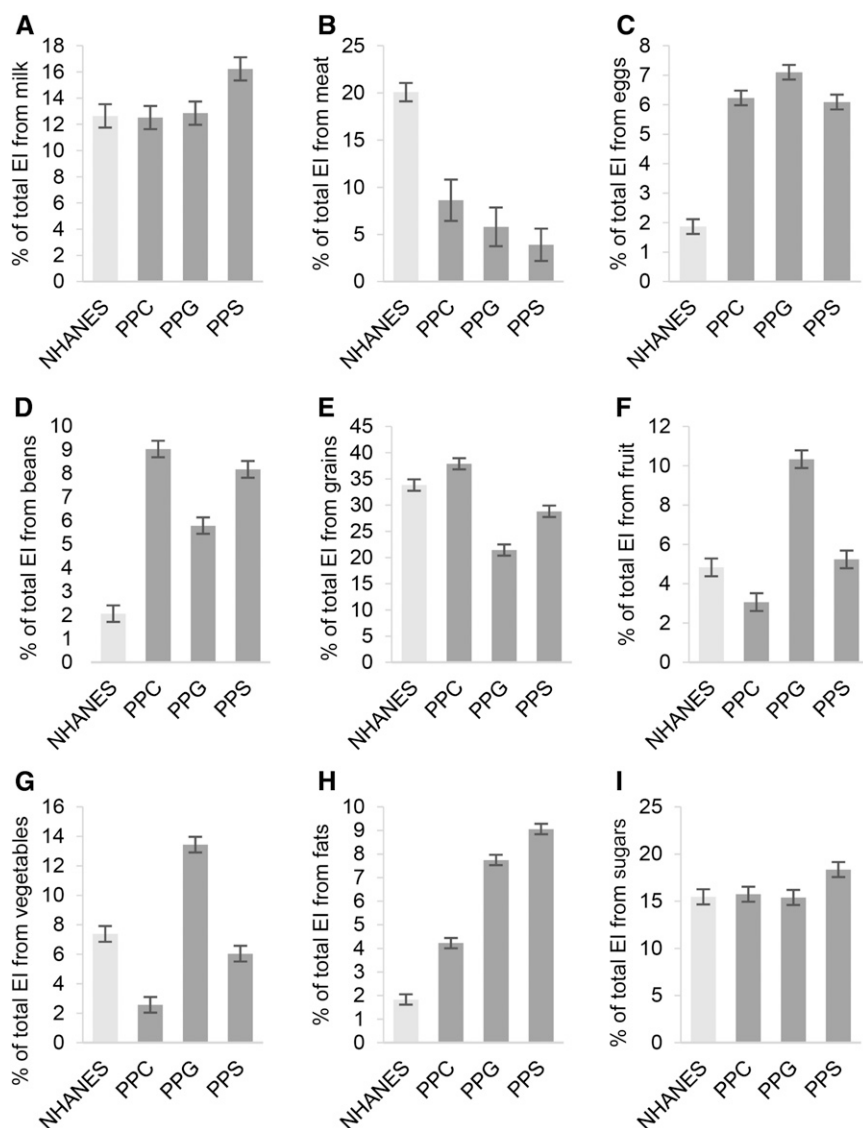 A
% of total EI from milk
18
16
14
12
10
8
6
4
2
0
NHANES
PPC
PPG
PPS
B
% of total EI from meat
25
20
15
10
5
0
NHANES
PPC
PPG
PPS
C
% of total EI from eggs
8
7
6
5
4
3
2
1
0
NHANES
PPC
PPG
PPS
D
% of total EI from beans
10
9
8
7
6
5
4
3
2
1
0
NHANES
PPC
PPG
PPS
E
% of total EI from grains
45
40
35
30
25
20
15
10
5
0
NHANES
PPC
PPG
PPS
F
% of total EI from fruit
12
10
8
6
4
2
0
NHANES
PPC
PPG
PPS
G
% of total EI from vegetables
16
14
12
10
8
6
4
2
0
NHANES
PPC
PPG
PPS
H
% of total EI from fats
10
9
8
7
6
5
4
3
2
1
0
NHANES
PPC
PPG
PPS
I
% of total EI from sugars
25
20
15
10
5
0
NHANES
PPC
PPG
PPS